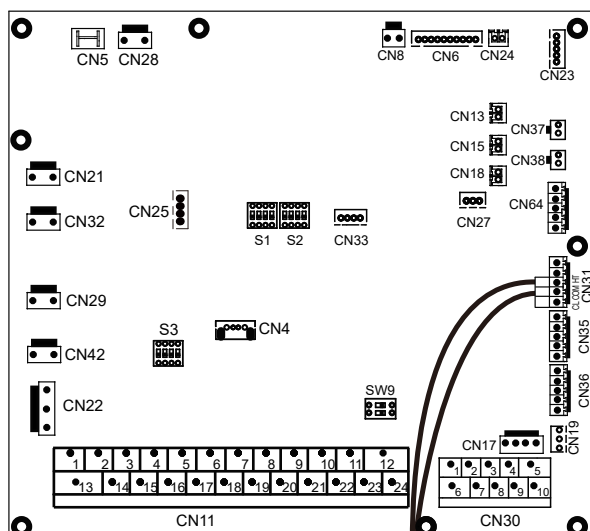 CN5 CN28 CN8 CN6 CN24 CN23
CN13 CN37
CN15 CN38
CN18
CN21 CN25 CN27 CN64
CN32 S1 S2 CN33
CL COM HT CN31
CN29
S3 CN4 CN35
CN42
CN22 SW9 CN36
CN17 CN19
1 2 3 4 5 6 7 8 9 10 11 12
13 14 15 16 17 18 19 20 21 22 23 24
1 2 3 4 5
6 7 8 9 10
CN11 CN30